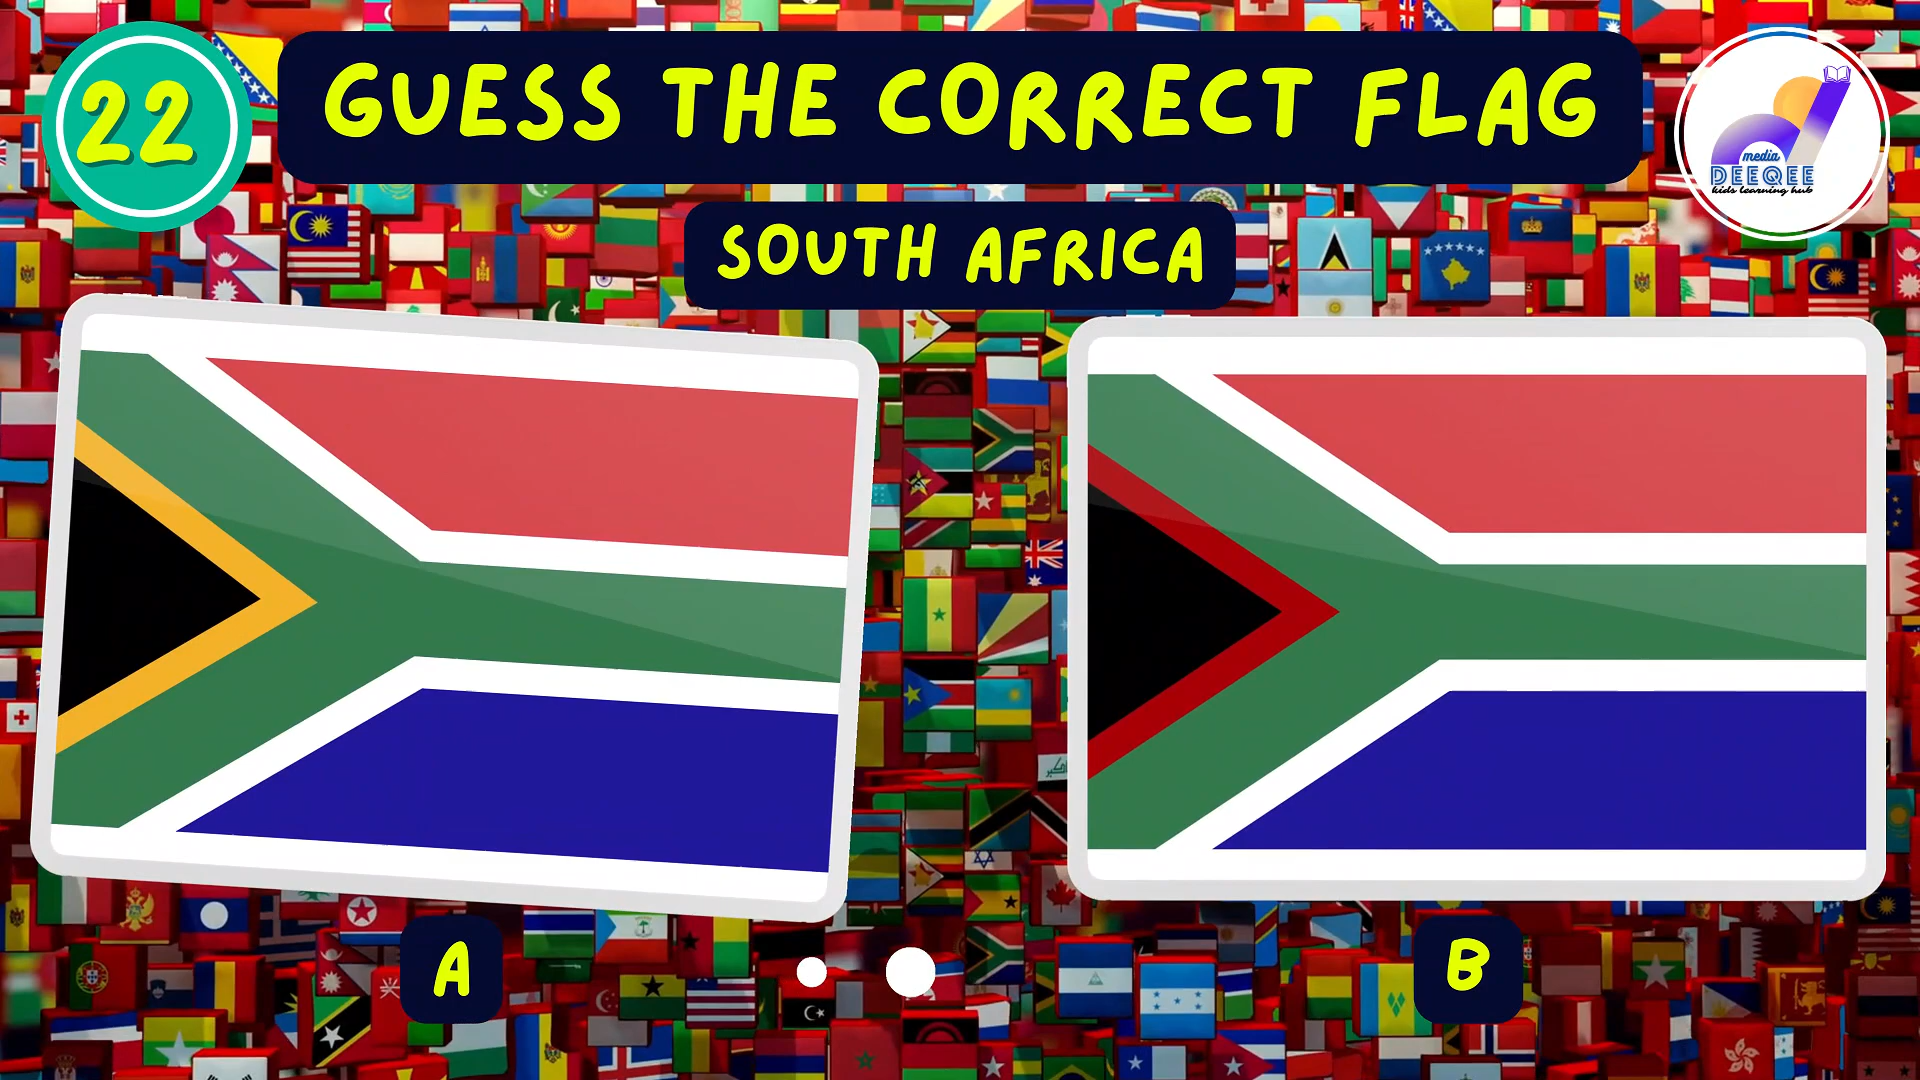 22
GUESS THE CORRECT FLAG
media
DEEQEE
kids learning hub
SOUTH AFRICA
A
B